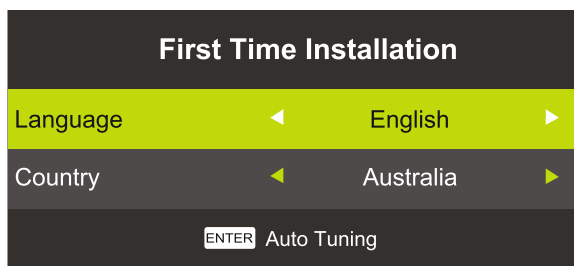 First Time Installation
Language English
Country Australia
ENTER Auto Tuning